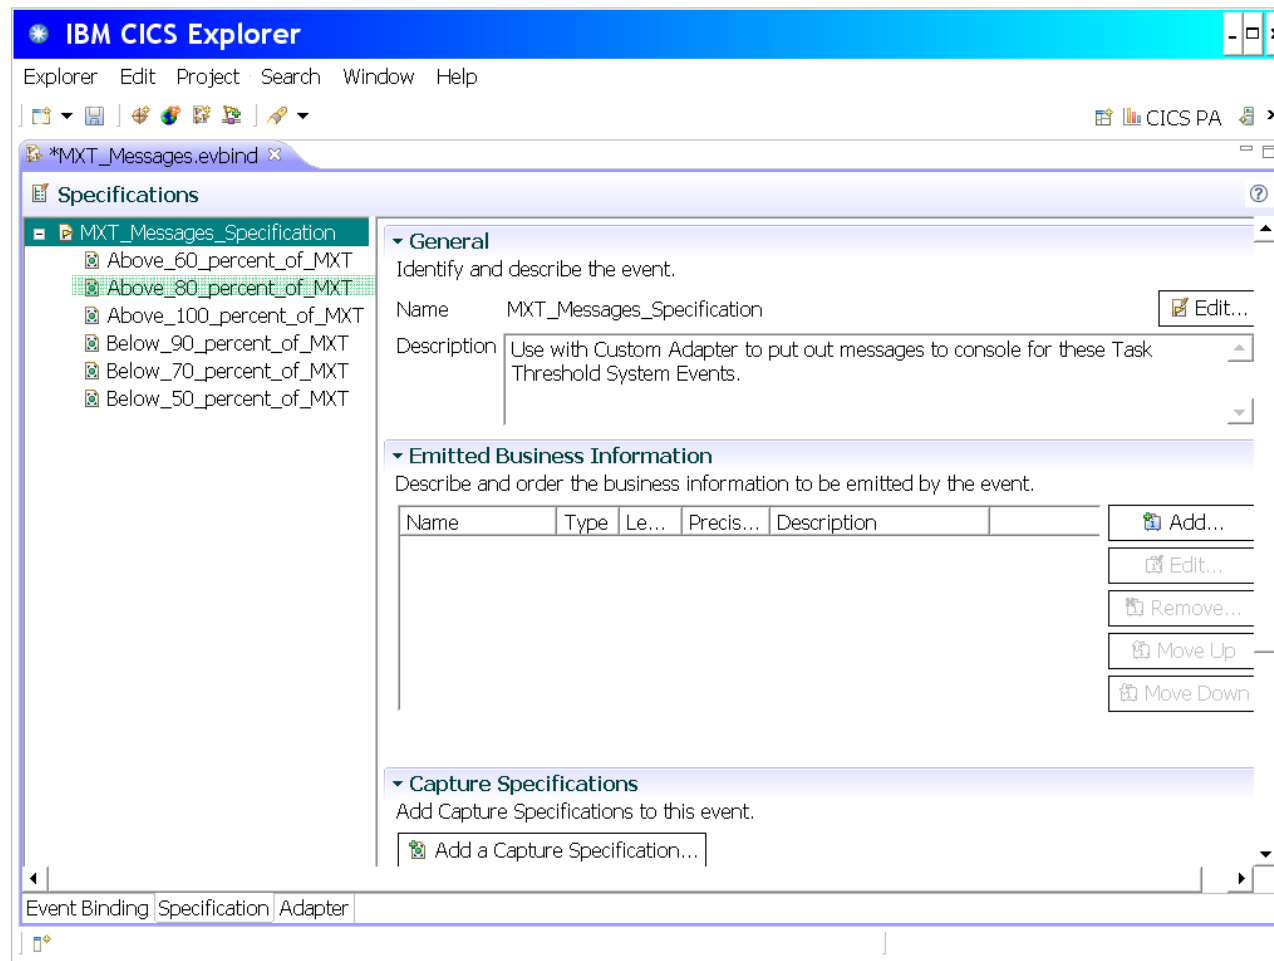 IBM CICS Explorer
Explorer Edit Project Search Window Help
CICS PA
*MXT_Messages.evbind
Specifications
MXT_Messages_Specification
Above_60_percent_of_MXT
Above_80_percent_of_MXT
Above_100_percent_of_MXT
Below_90_percent_of_MXT
Below_70_percent_of_MXT
Below_50_percent_of_MXT
General
Identify and describe the event.
Name MXT_Messages_Specification Edit...
Description Use with Custom Adapter to put out messages to console for these Task
Threshold System Events.
Emitted Business Information
Describe and order the business information to be emitted by the event.
Name Type Le... Precis... Description
Add...
Edit...
Remove...
Move Up
Move Down
Capture Specifications
Add Capture Specifications to this event.
Add a Capture Specification...
Event Binding Specification Adapter